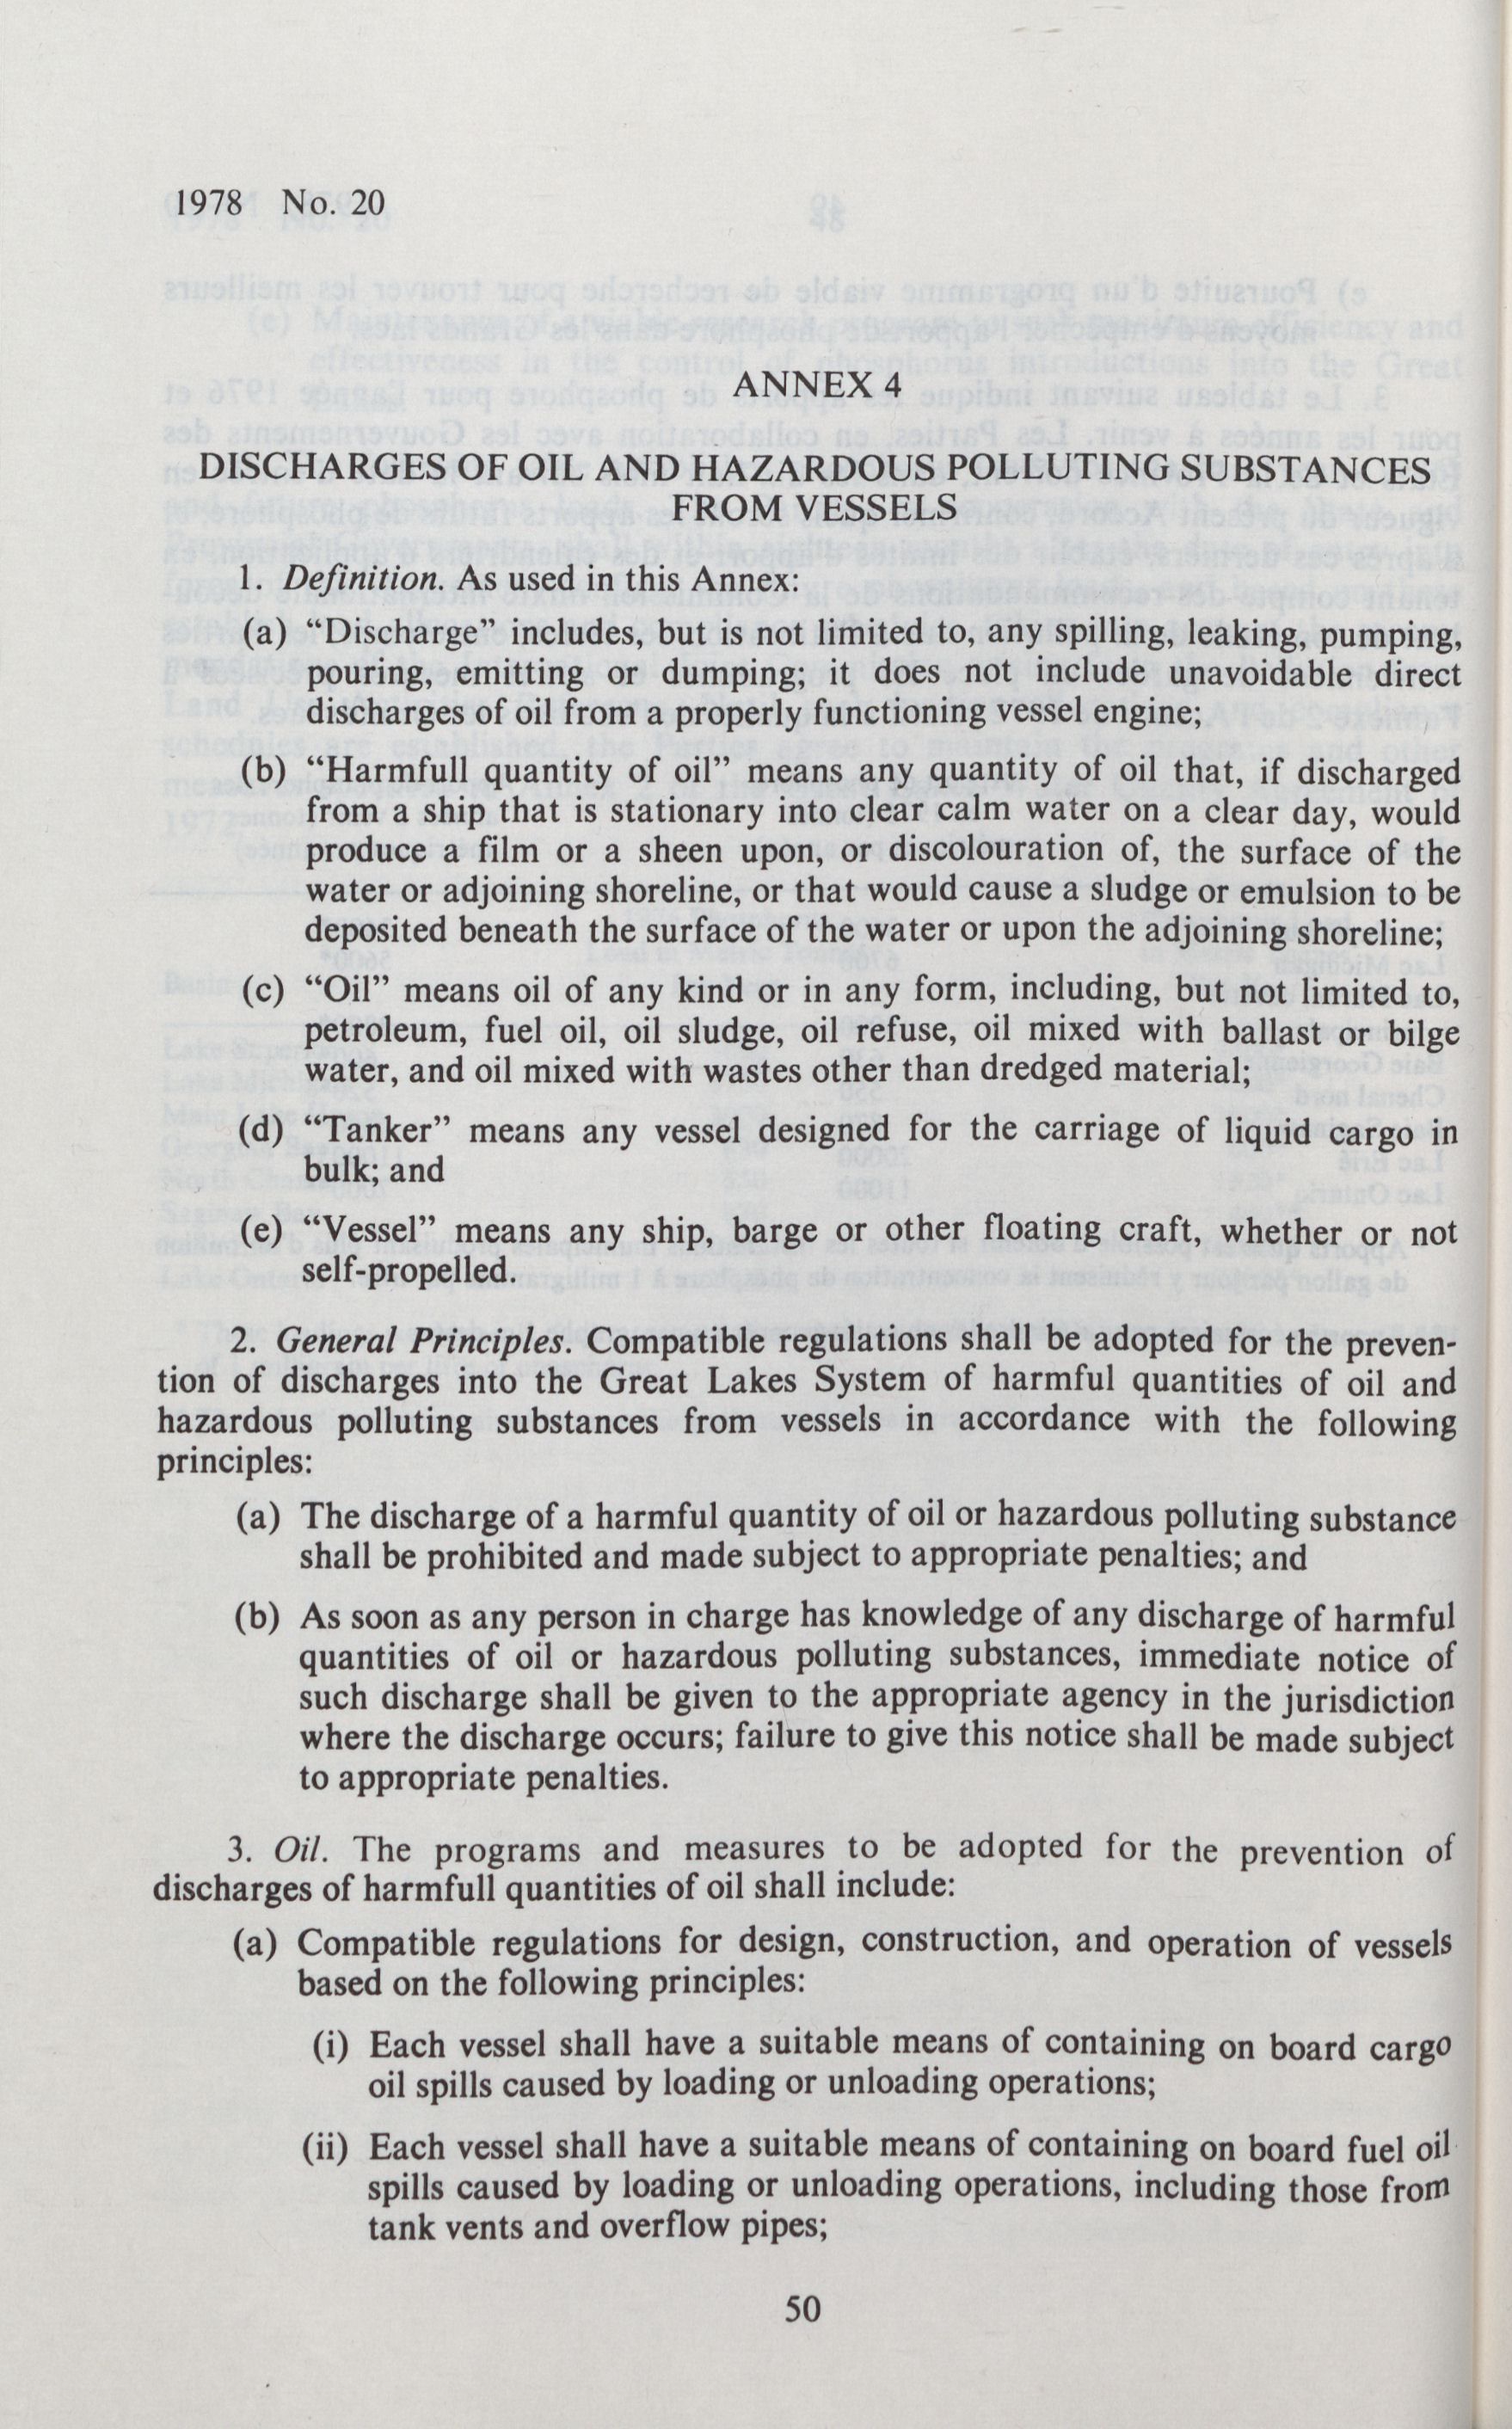 1978 No. 20
ANNEX 4
DISCHARGES OF OIL AND HAZARDOUS POLLUTING SUBSTANCES
FROM VESSELS
1. Definition. As used in this Annex:
(a) “Discharge” includes, but is not limited to, any spilling, leaking, pumping,
pouring, emitting or dumping; it does not include unavoidable direct
discharges of oil from a properly functioning vessel engine;
(b) “Harmfull quantity of oil” means any quantity of oil that, if discharged
from a ship that is stationary into clear calm water on a clear day, would
produce a film or a sheen upon, or discolouration of, the surface of the
water or adjoining shoreline, or that would cause a sludge or emulsion to be
deposited beneath the surface of the water or upon the adjoining shoreline;
(c) “Oil” means oil of any kind or in any form, including, but not limited to,
petroleum, fuel oil, oil sludge, oil refuse, oil mixed with ballast or bilge
water, and oil mixed with wastes other than dredged material;
(d) “Tanker” means any vessel designed for the carriage of liquid cargo in
bulk; and
(e) “Vessel” means any ship, barge or other floating craft, whether or not
self-propelled.
2. General Principles. Compatible regulations shall be adopted for the preven-
tion of discharges into the Great Lakes System of harmful quantities of oil and
hazardous polluting substances from vessels in accordance with the following
principles:
(a) The discharge of a harmful quantity of oil or hazardous polluting substance
shall be prohibited and made subject to appropriate penalties; and
(b) As soon as any person in charge has knowledge of any discharge of harmful
quantities of oil or hazardous polluting substances, immediate notice of
such discharge shall be given to the appropriate agency in the jurisdiction
where the discharge occurs; failure to give this notice shall be made subject
to appropriate penalties.
3. Oil. The programs and measures to be adopted for the prevention of
discharges of harmfull quantities of oil shall include:
(a) Compatible regulations for design, construction, and operation of vessels
based on the following principles:
(i) Each vessel shall have a suitable means of containing on board cargo
oil spills caused by loading or unloading operations;
(ii) Each vessel shall have a suitable means of containing on board fuel oil
spills caused by loading or unloading operations, including those from
tank vents and overflow pipes;
50